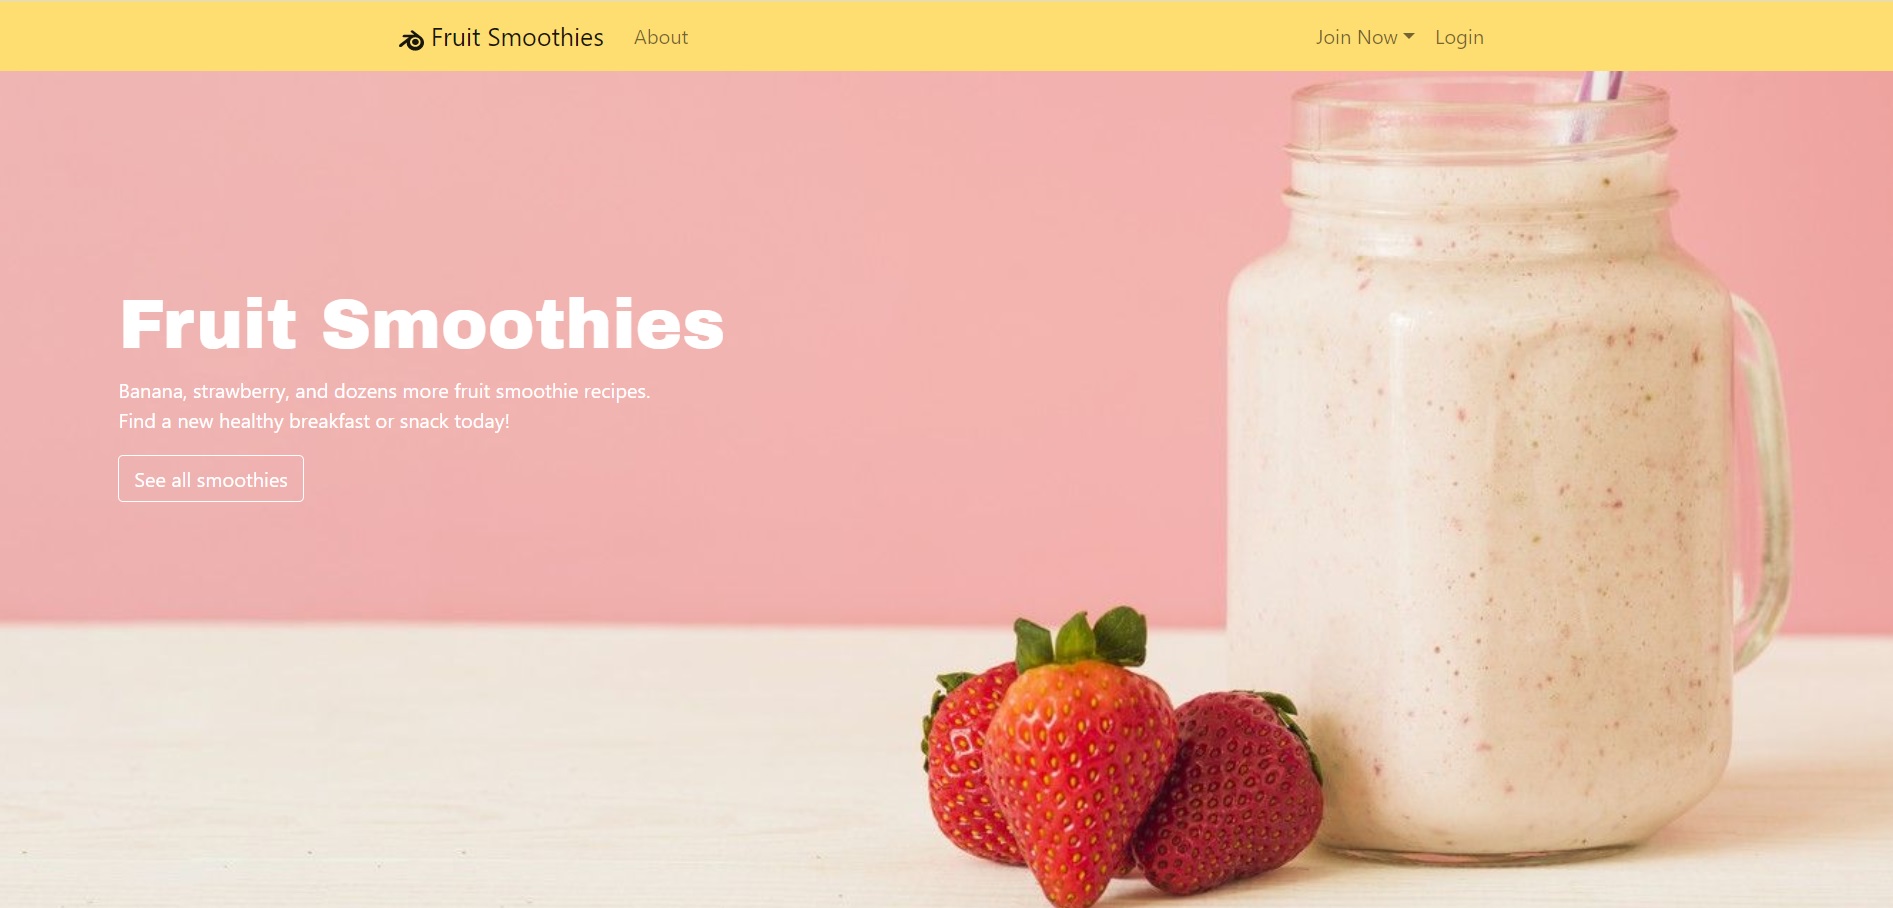 Fruit Smoothies About Join Now Login
Fruit Smoothies
Banana, strawberry, and dozens more fruit smoothie recipes.
Find a new healthy breakfast or snack today!
See all smoothies